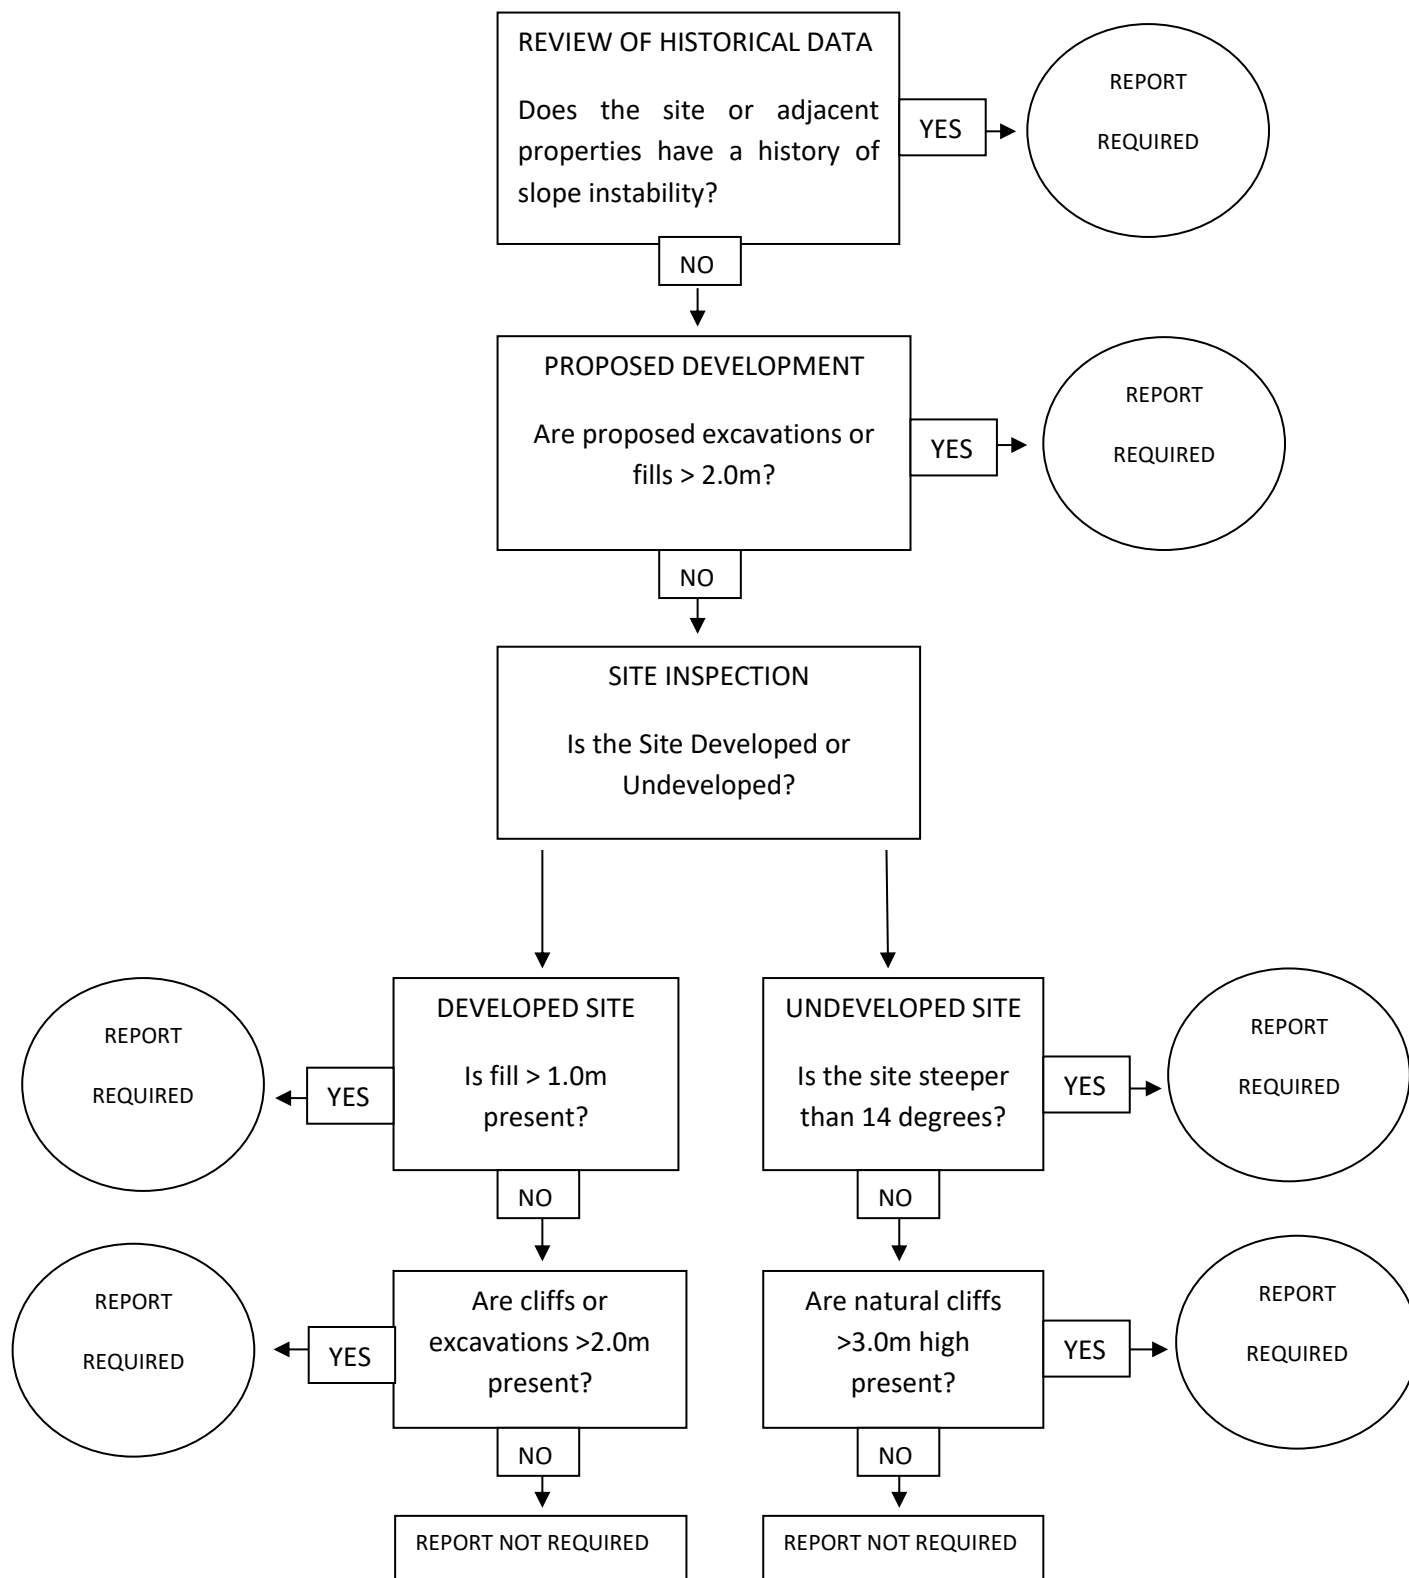 REVIEW OF HISTORICAL DATA
Does the site or adjacent
properties have a history of
slope instability?
YES
REPORT
REQUIRED
NO
PROPOSED DEVELOPMENT
Are proposed excavations or
fills > 2.0m?
YES
REPORT
REQUIRED
NO
SITE INSPECTION
Is the Site Developed or
Undeveloped?
DEVELOPED SITE
Is fill > 1.0m
present?
YES
REPORT
REQUIRED
NO
Are cliffs or
excavations >2.0m
present?
YES
REPORT
REQUIRED
NO
REPORT NOT REQUIRED
UNDEVELOPED SITE
Is the site steeper
than 14 degrees?
YES
REPORT
REQUIRED
NO
Are natural cliffs
>3.0m high
present?
YES
REPORT
REQUIRED
NO
REPORT NOT REQUIRED